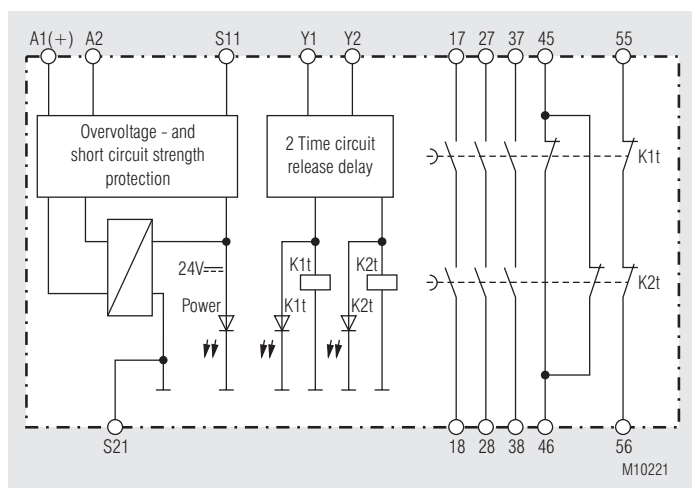 A1(+) A2 S11 Y1 Y2 17 27 37 45 55
Overvoltage - and
short circuit strength
protection
2 Time circuit
release delay
K1t
24V
K1t K2t
K2t
Power K1t K2t
S21 18 28 38 46 56
M10221